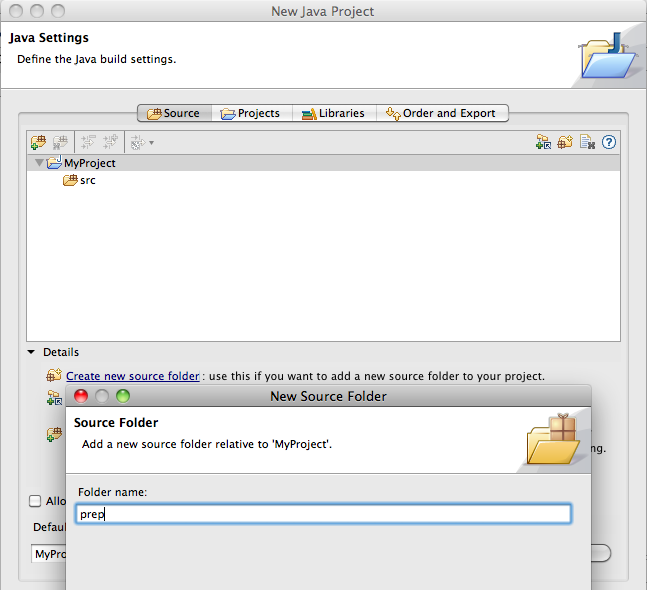 New Java Project
Java Settings
Define the Java build settings.
Source Projects Libraries Order and Export
MyProject
src
Details
Create new source folder : use this if you want to add a new source folder to your project.
New Source Folder
Source Folder
Add a new source folder relative to 'MyProject'.
ng.
Folder name:
Allo
prep
Defaul
MyPro